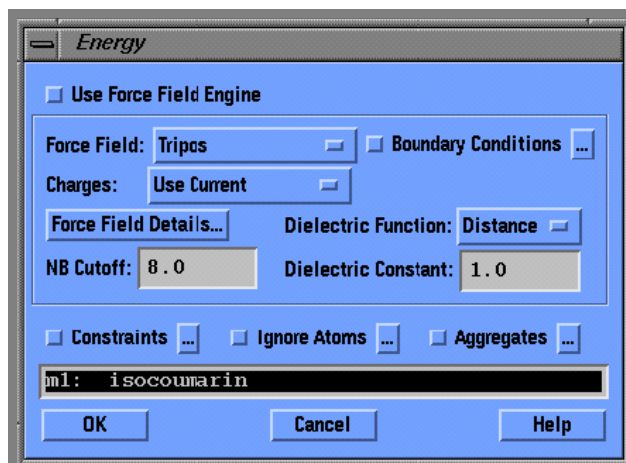 Energy
Use Force Field Engine
Force Field: Tripos Boundary Conditions ...
Charges: Use Current
Force Field Details... Dielectric Function: Distance
NB Cutoff: 8.0 Dielectric Constant: 1.0
Constraints ... Ignore Atoms ... Aggregates ...
m1: isocoumarin
OK Cancel Help